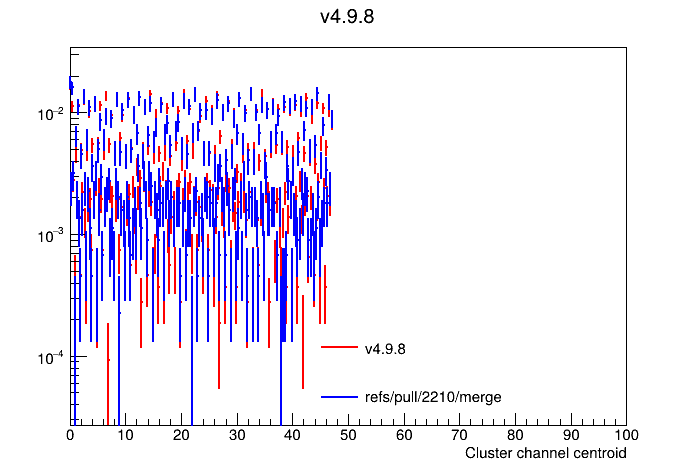 v4.9.8
10−2
10−3
10−4
v4.9.8
refs/pull/2210/merge
0 10 20 30 40 50 60 70 80 90 100
Cluster channel centroid